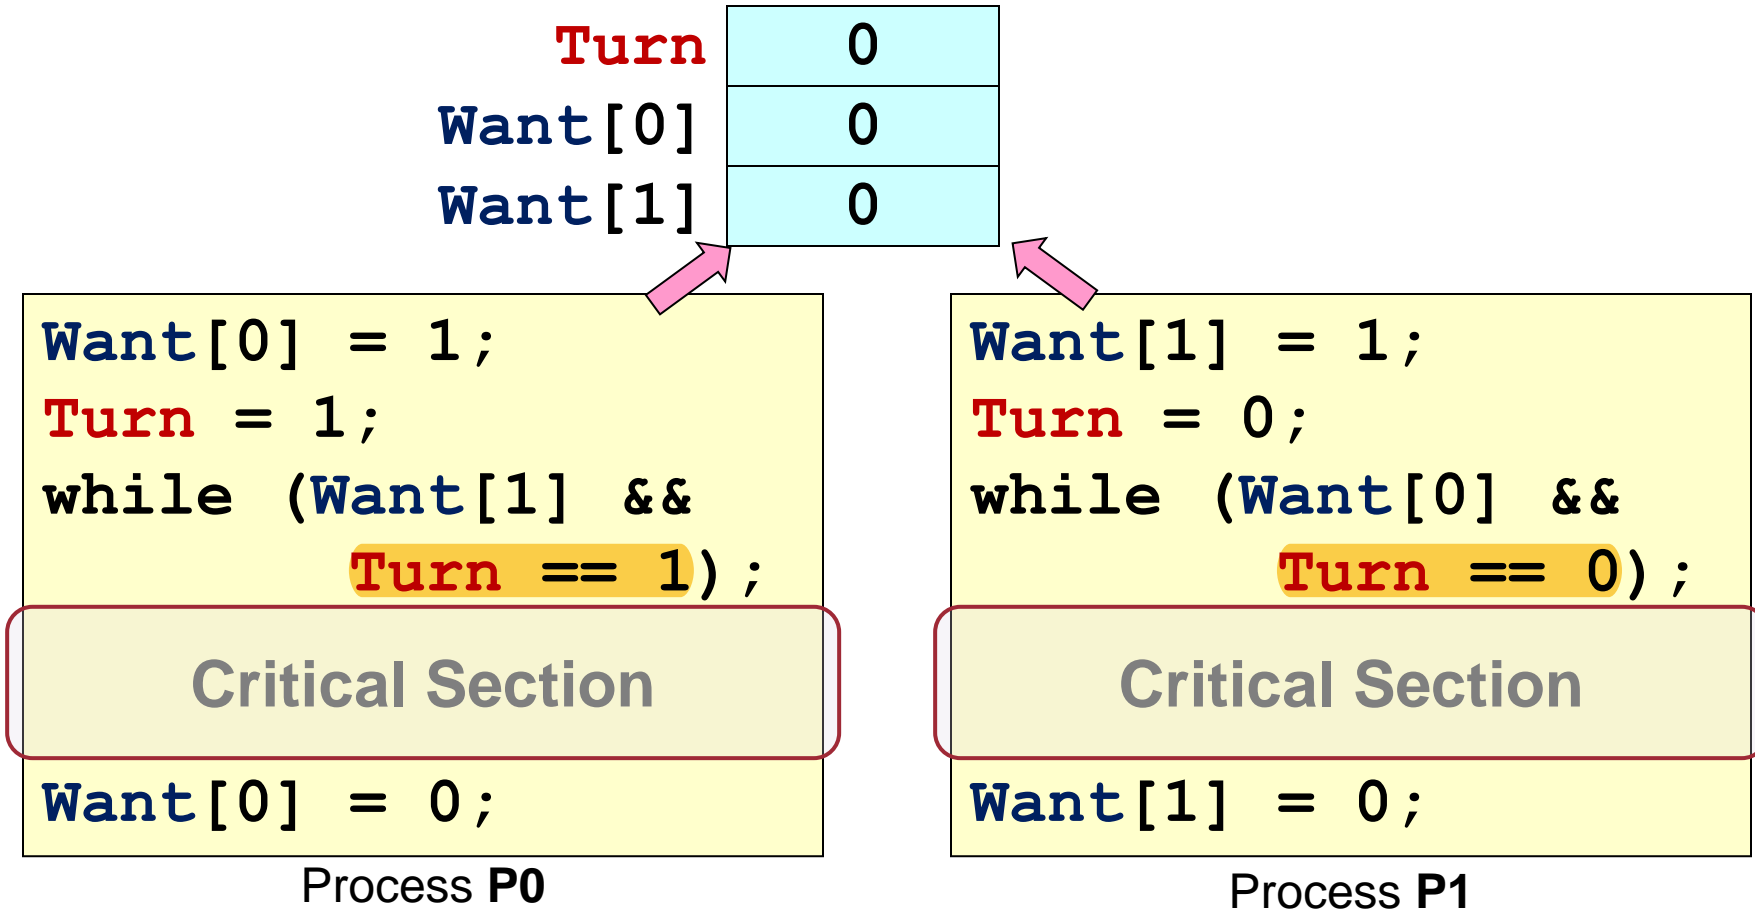 Turn 0
Want[0] 0
Want[1] 0
Want[0] = 1;
Turn = 1;
while (Want[1] &&
Turn == 1);
Critical Section
Want[0] = 0;
Process P0
Want[1] = 1;
Turn = 0;
while (Want[0] &&
Turn == 0);
Critical Section
Want[1] = 0;
Process P1